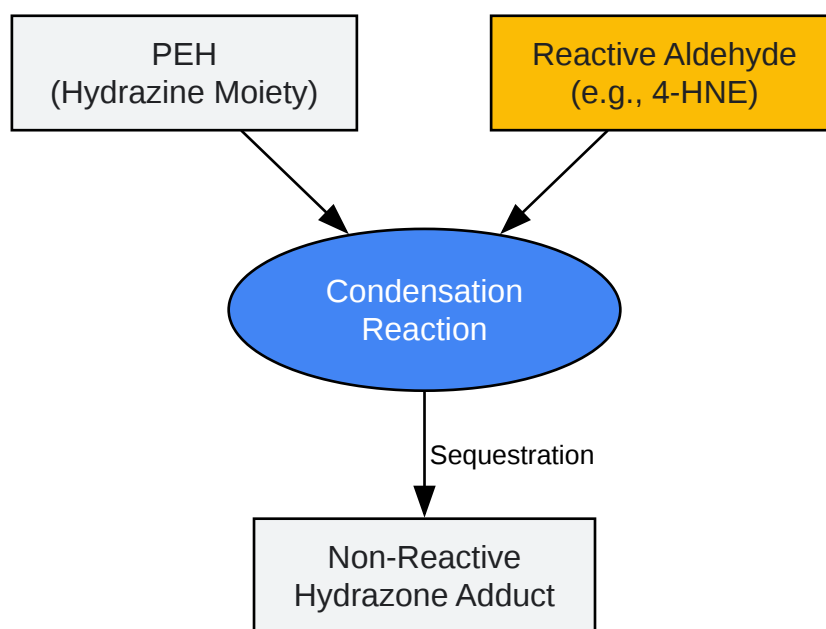 PEH
(Hydrazine Moiety)
Reactive Aldehyde
(e.g., 4-HNE)
Condensation
Reaction
Sequestration
Non-Reactive
Hydrazone Adduct